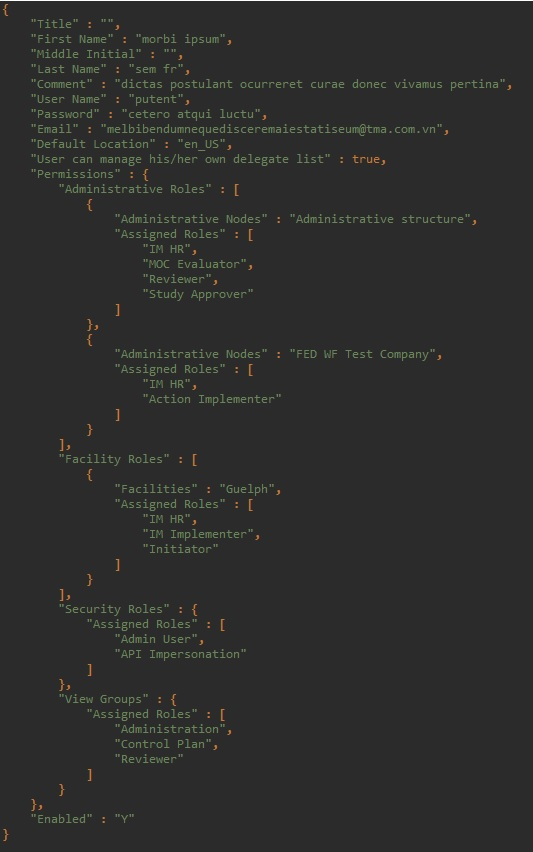 {
    "Title" : "",
    "First Name" : "morbi ipsum",
    "Middle Initial" : "",
    "Last Name" : "sem fr",
    "Comment" : "dictas postulant ocurreret curae donec vivamus pertina",
    "User Name" : "putent",
    "Password" : "cetero atqui luctu",
    "Email" : "melbibendumnequedisceremaiestatiseum@tma.com.vn",
    "Default Location" : "en_US",
    "User can manage his/her own delegate list" : true,
    "Permissions" : {
        "Administrative Roles" : [
            {
                "Administrative Nodes" : "Administrative structure",
                "Assigned Roles" : [
                    "IM HR",
                    "MOC Evaluator",
                    "Reviewer",
                    "Study Approver"
                ]
            },
            {
                "Administrative Nodes" : "FED WF Test Company",
                "Assigned Roles" : [
                    "IM HR",
                    "Action Implementer"
                ]
            }
        ],
        "Facility Roles" : [
            {
                "Facilities" : "Guelph",
                "Assigned Roles" : [
                    "IM HR",
                    "IM Implementer",
                    "Initiator"
                ]
            }
        ],
        "Security Roles" : {
            "Assigned Roles" : [
                "Admin User",
                "API Impersonation"
            ]
        },
        "View Groups" : {
            "Assigned Roles" : [
                "Administration",
                "Control Plan",
                "Reviewer"
            ]
        }
    },
    "Enabled" : "Y"
}